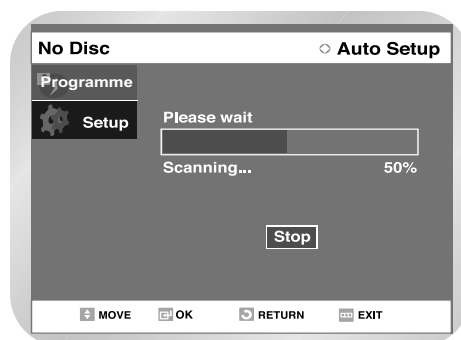 No Disc
Auto Setup
Programme
Setup
Please wait
Scanning...
50%
Stop
MOVE
OK
RETURN
EXIT